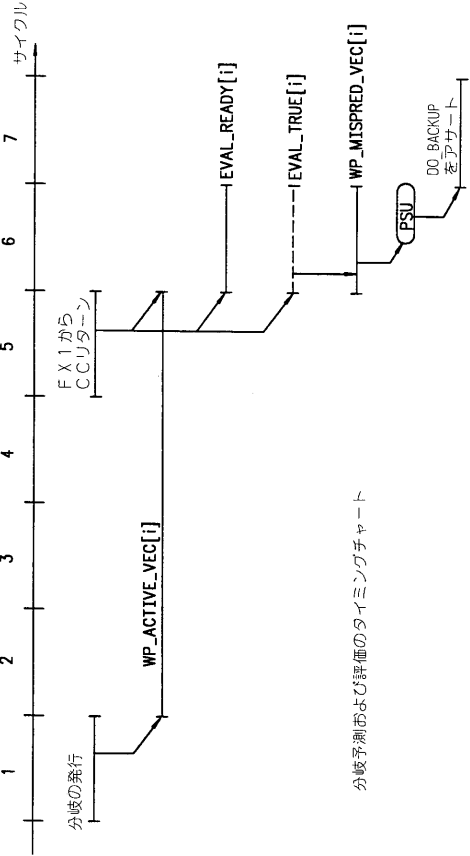 サイクル
1 2 3 4 5 6 7
分岐の発行
FX1から
CCリターン
WP_ACTIVE_VEC[i]
EVAL_READY[i]
EVAL_TRUE[i]
WP_MISPRED_VEC[i]
PSU
DO BACKUP
をアサート
分岐予測および評価のタイミングチャート